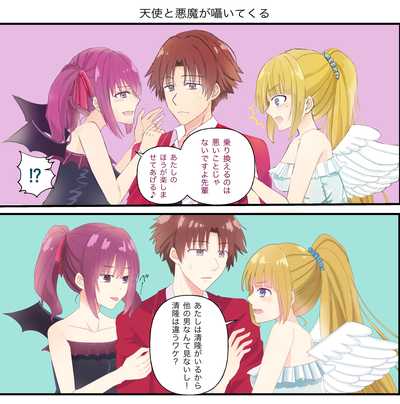 天使と悪魔が囁いてくる
乗り換えるのは
悪いことじゃ
ないですよ先輩
あたしの
ほうが楽しま
せてあげる♪
!?
あたしは清隆がいるから
他の男なんて見ないし！
清隆は違うワケ？